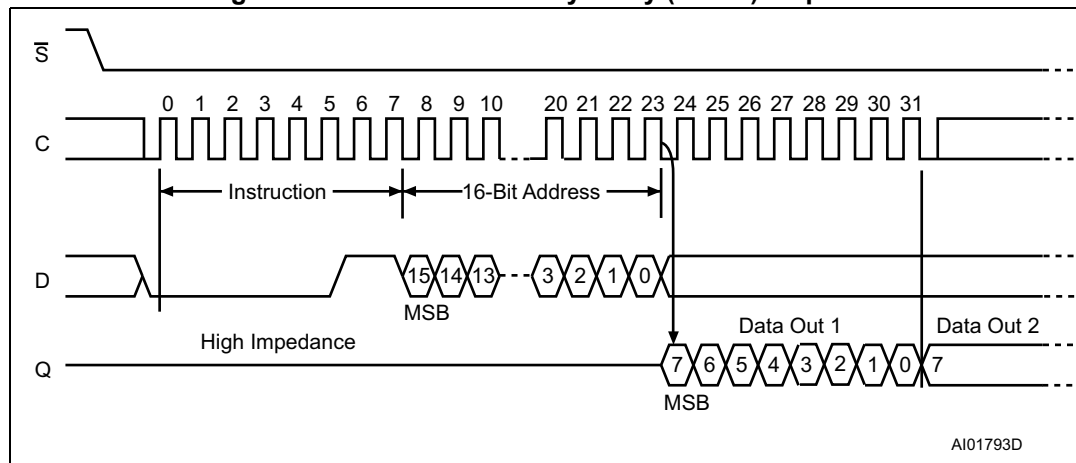 S̅
0 1 2 3 4 5 6 7 8 9 10 20 21 22 23 24 25 26 27 28 29 30 31
C
Instruction
16-Bit Address
D
15 14 13 3 2 1 0
MSB
High Impedance
Data Out 1
Data Out 2
Q
7 6 5 4 3 2 1 0 7
MSB
AI01793D